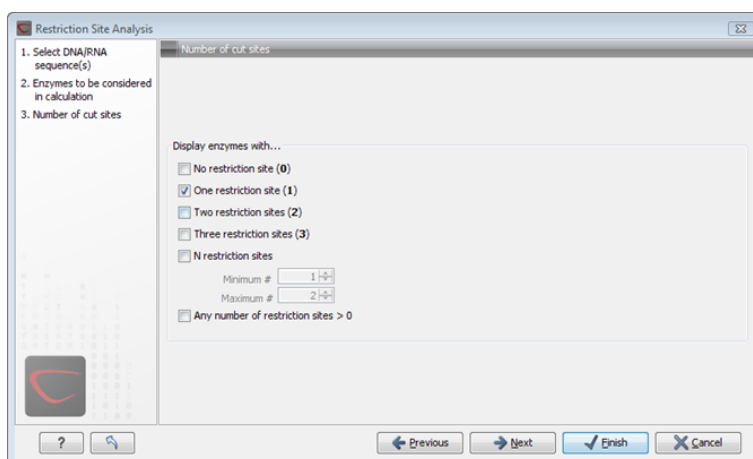 Restriction Site Analysis
1. Select DNA/RNA
sequence(s)
2. Enzymes to be considered
in calculation
3. Number of cut sites
Number of cut sites
Display enzymes with...
No restriction site (0)
One restriction site (1)
Two restriction sites (2)
Three restriction sites (3)
N restriction sites
Minimum # 1
Maximum # 2
Any number of restriction sites > 0
? Previous Next Finish Cancel